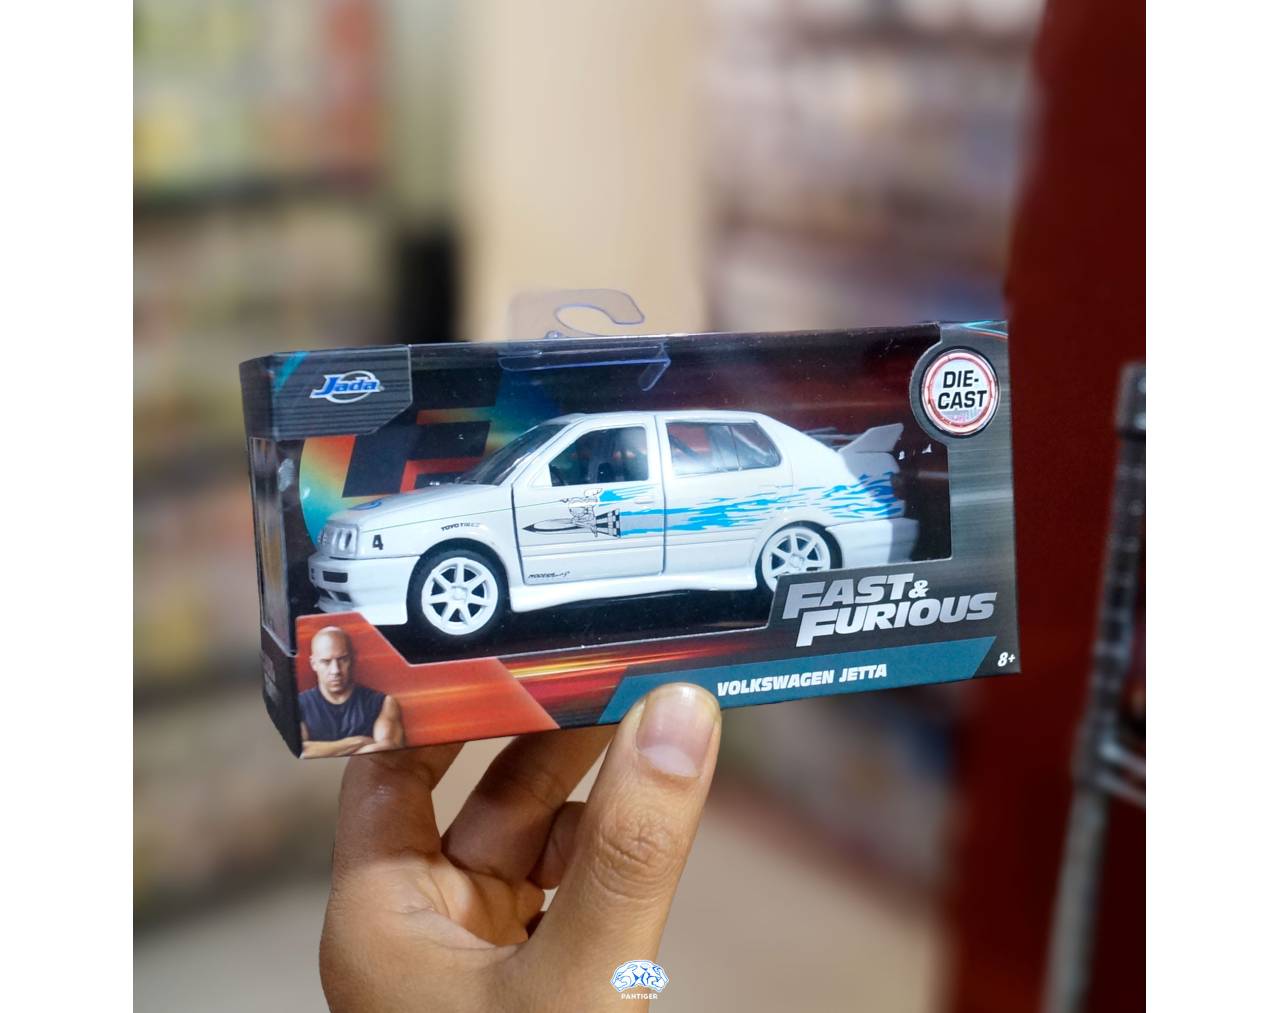 Jada
DIE-
CAST
TOYO TIRES
4
FAST &
FURIOUS
VOLKSWAGEN JETTA
8+
PANTIGER